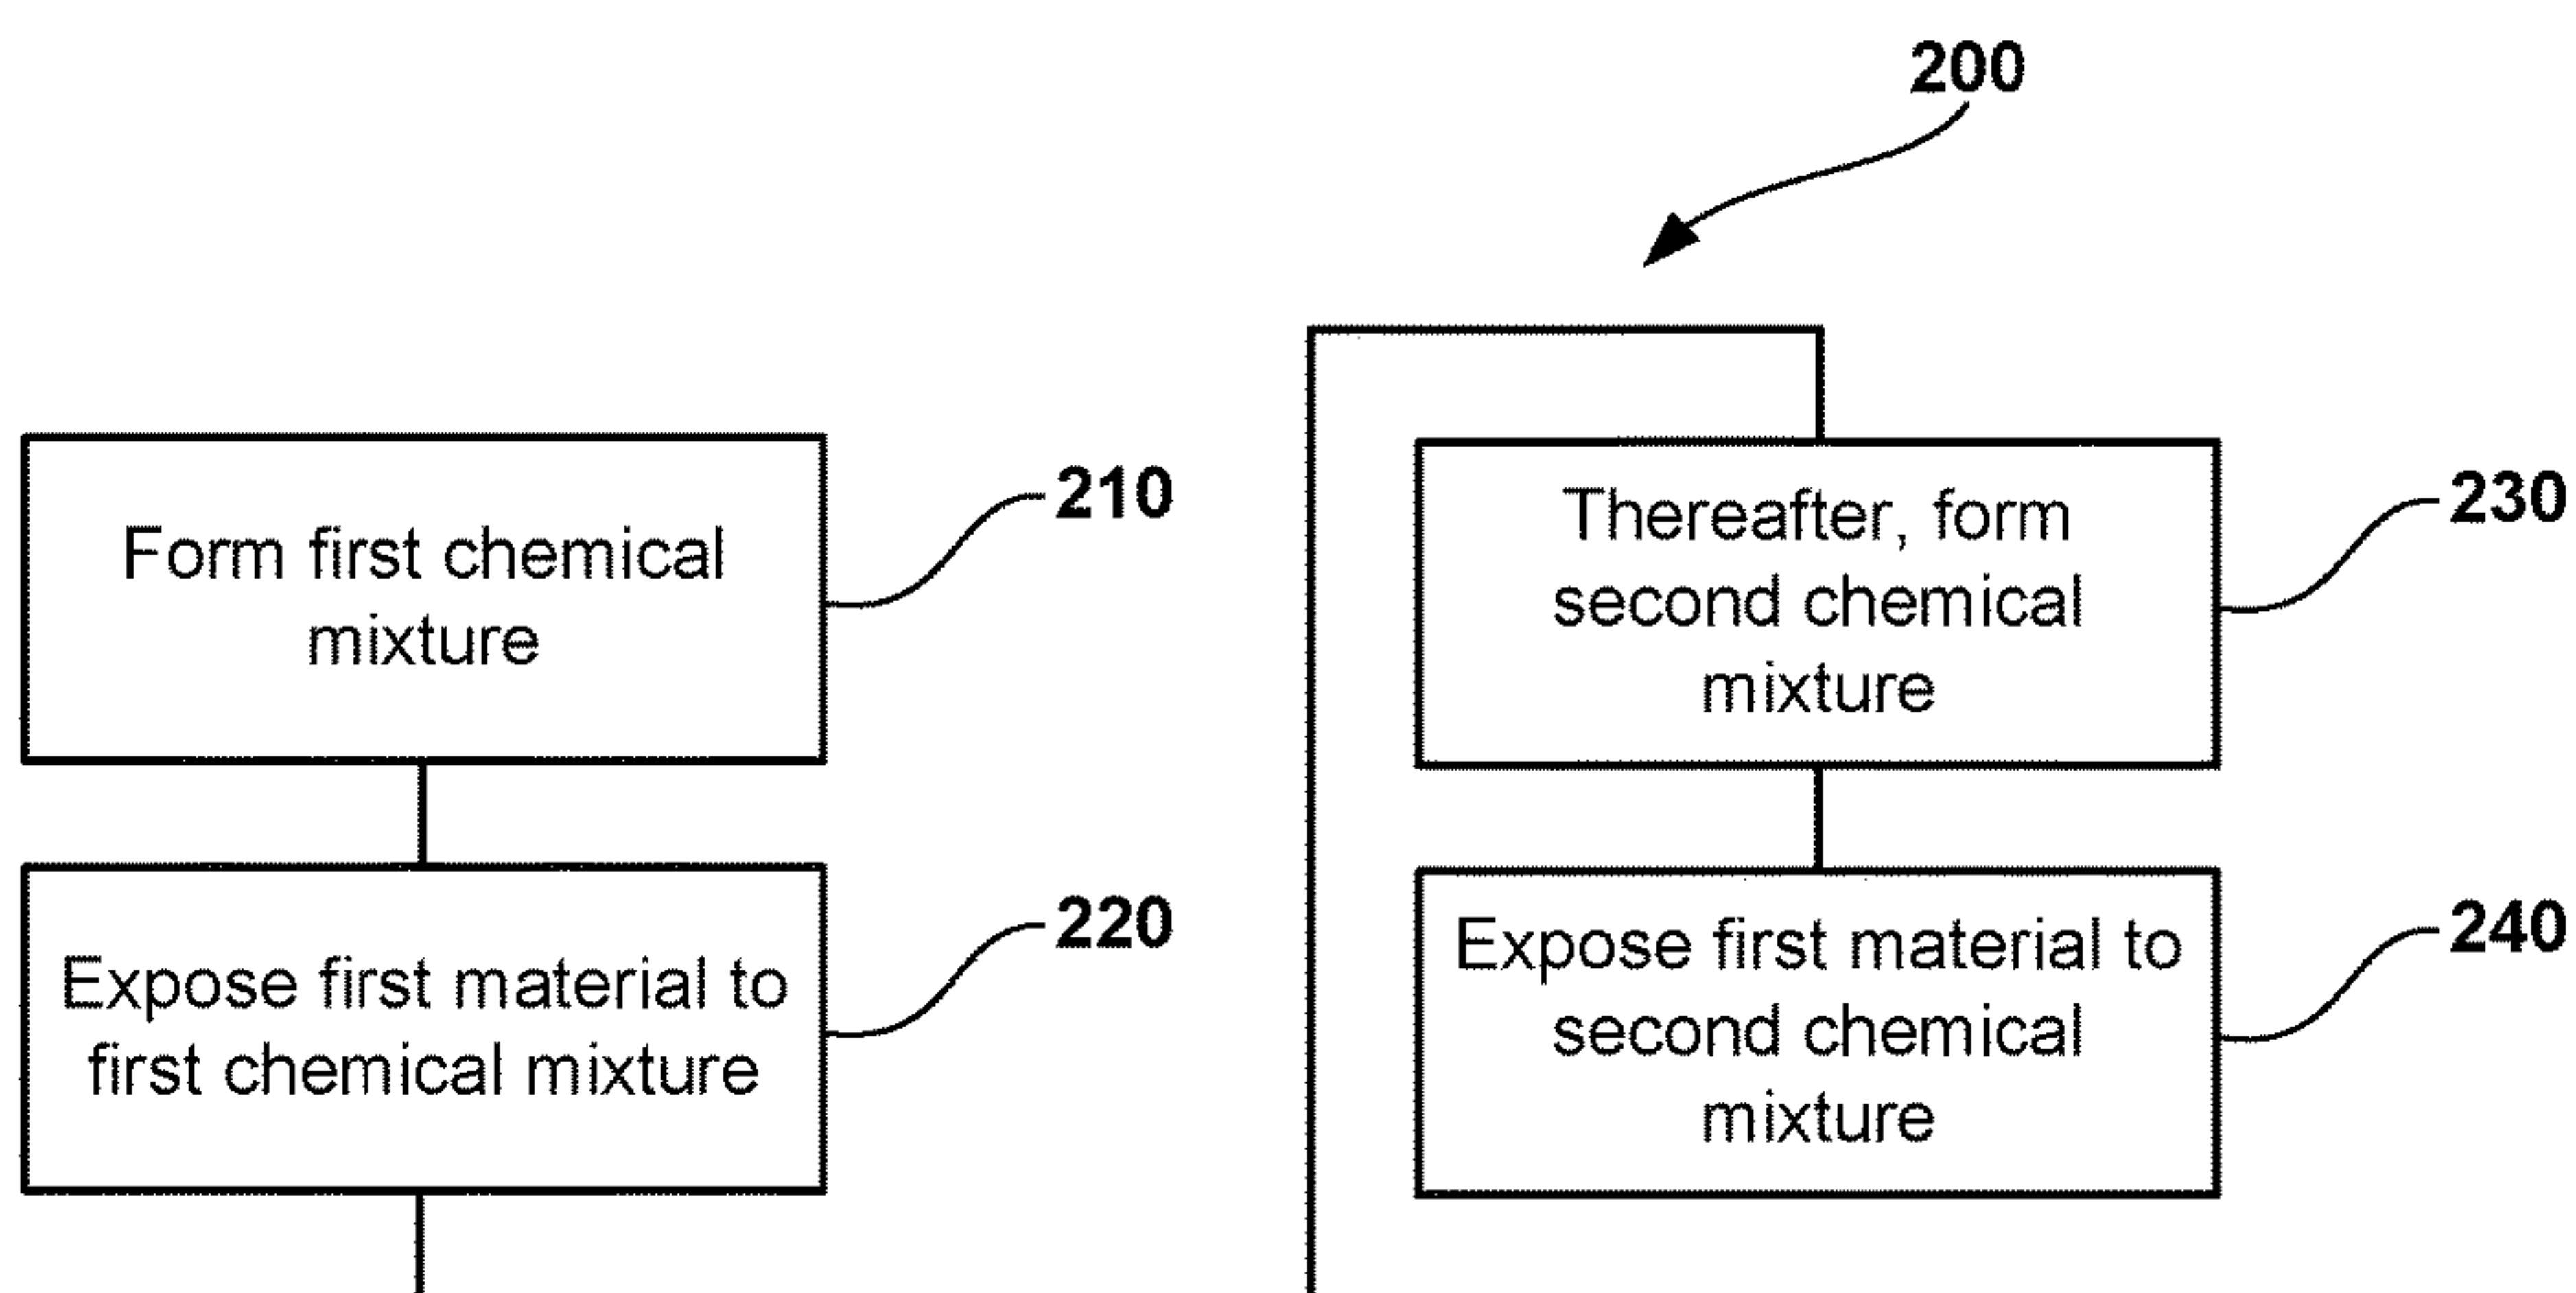 200
Form first chemical
mixture
210
Expose first material to
first chemical mixture
220
Thereafter, form
second chemical
mixture
230
Expose first material to
second chemical
mixture
240